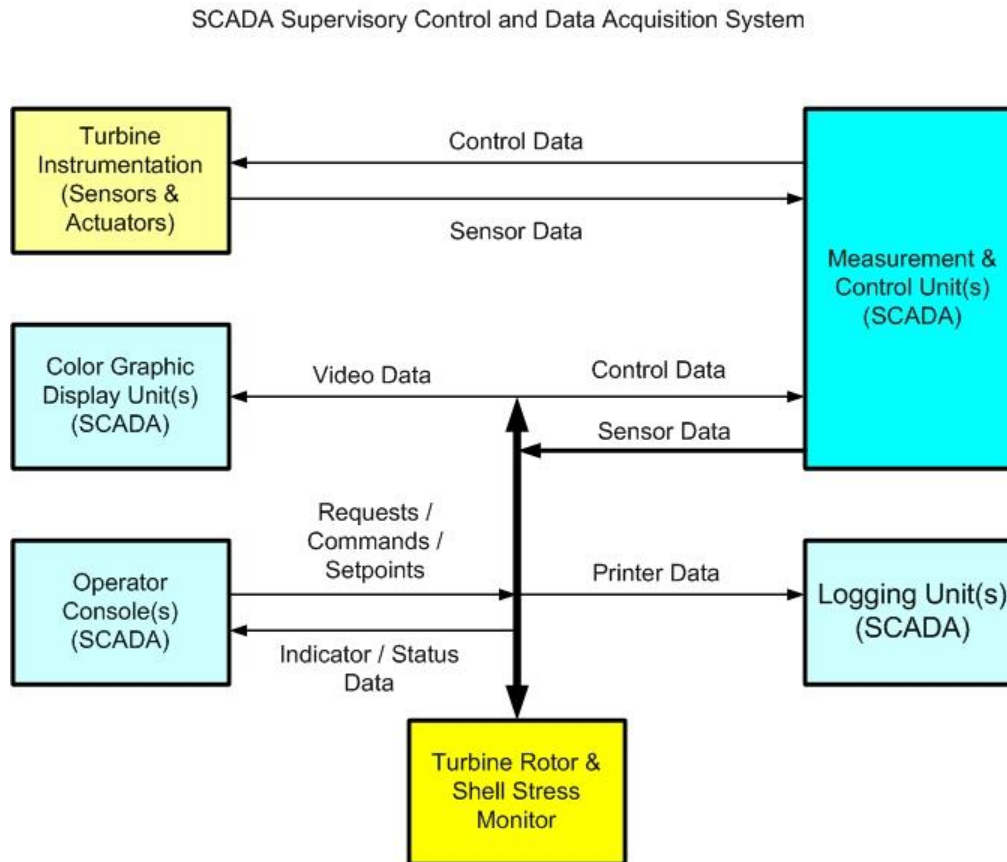 SCADA Supervisory Control and Data Acquisition System
Turbine
Instrumentation
(Sensors &
Actuators)
Control Data
Sensor Data
Measurement &
Control Unit(s)
(SCADA)
Color Graphic
Display Unit(s)
(SCADA)
Video Data
Control Data
Sensor Data
Operator
Console(s)
(SCADA)
Requests /
Commands /
Setpoints
Indicator / Status
Data
Printer Data
Logging Unit(s)
(SCADA)
Turbine Rotor &
Shell Stress
Monitor